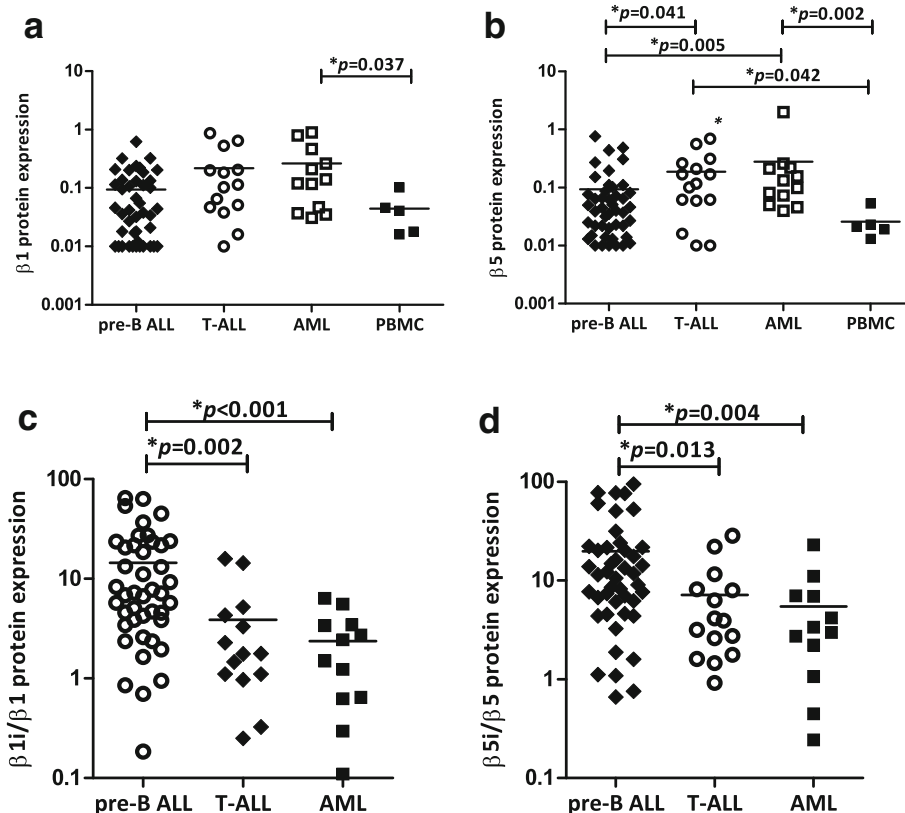 a
*p=0.037
β1 protein expression
10
1
0.1
0.01
0.001
pre-B ALL T-ALL AML PBMC
b
*p=0.041 *p=0.002
*p=0.005
*p=0.042
*
β5 protein expression
10
1
0.1
0.01
0.001
pre-B ALL T-ALL AML PBMC
c
*p<0.001
*p=0.002
β1i/β1 protein expression
100
10
1
0.1
pre-B ALL T-ALL AML
d
*p=0.004
*p=0.013
β5i/β5 protein expression
100
10
1
0.1
pre-B ALL T-ALL AML